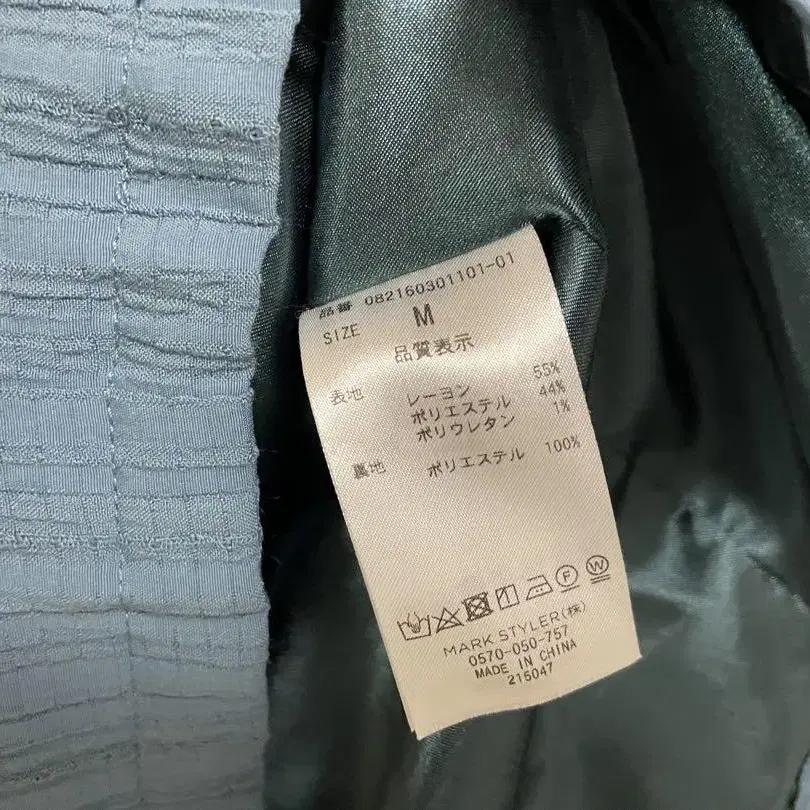 品番 082160301101-01
SIZE M
品質表示
表地 レーヨン 55%
ポリエステル 44%
ポリウレタン 1%
裏地 ポリエステル 100%
F W
MARK STYLER(株)
0570-050-757
MADE IN CHINA
215047